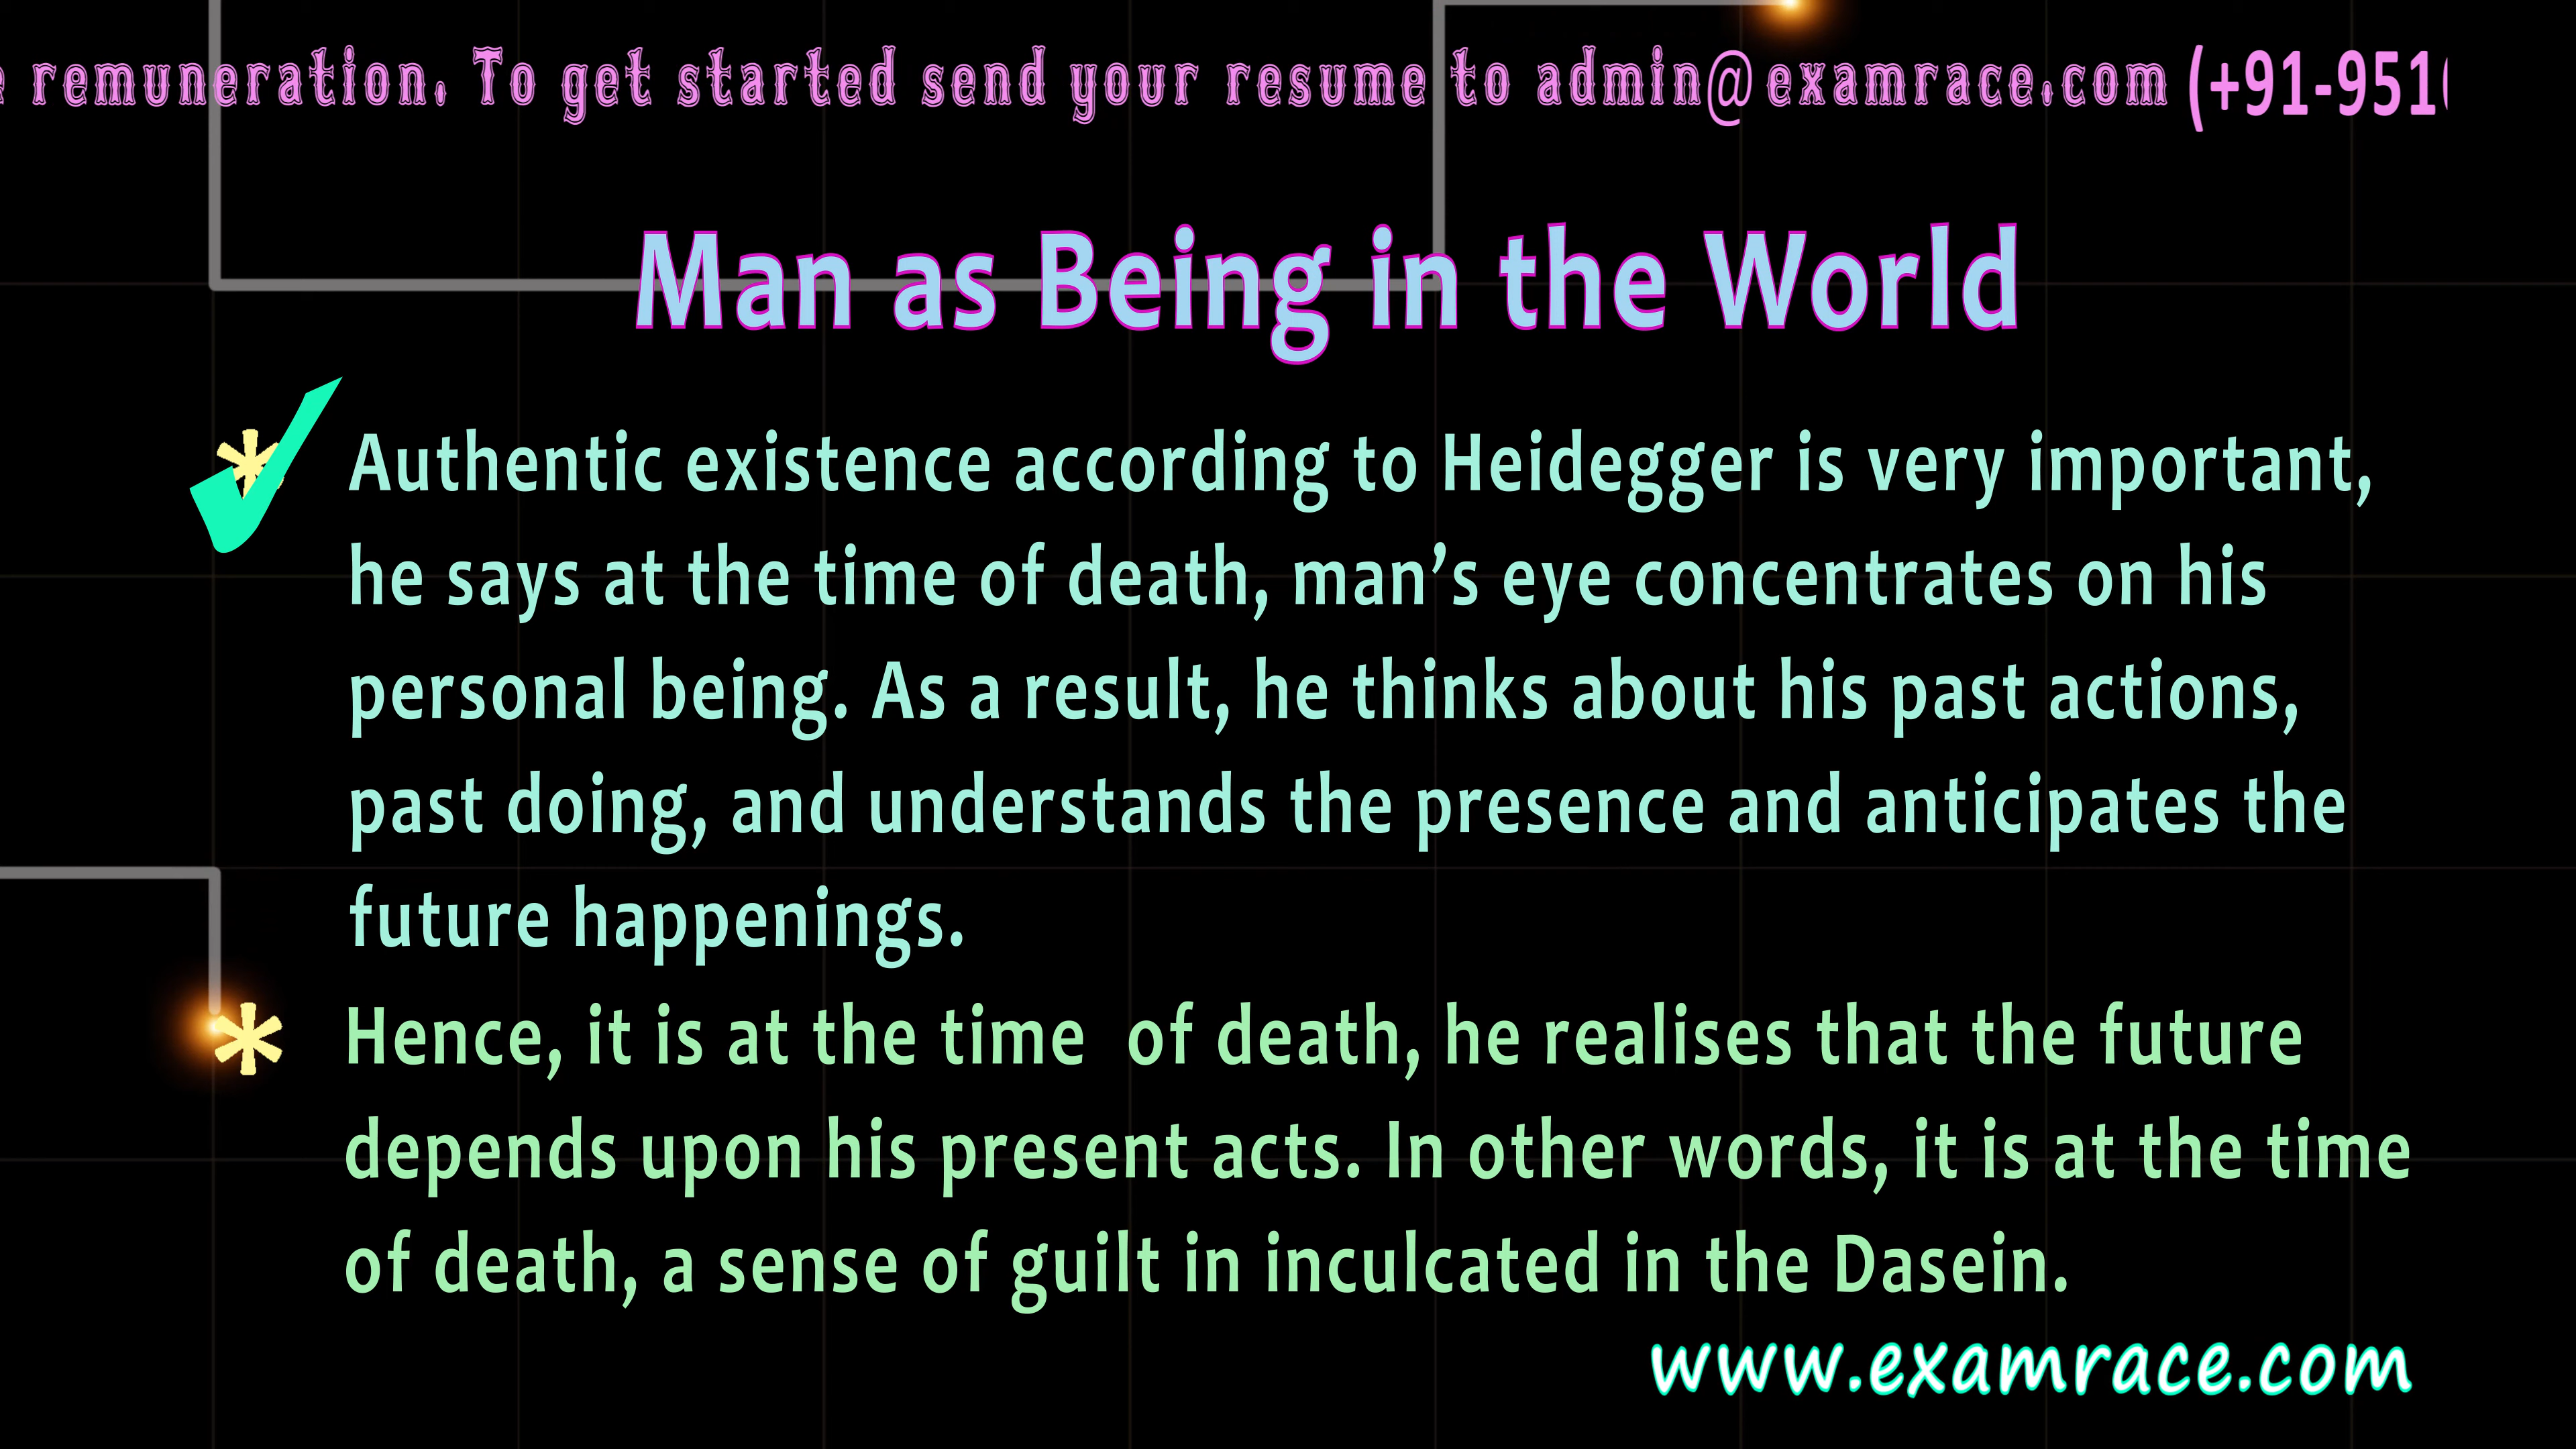 remuneration. To get started send your resume to admin@examrace.com (+91-951
Man as Being in the World
* Authentic existence according to Heidegger is very important,
he says at the time of death, man’s eye concentrates on his
personal being. As a result, he thinks about his past actions,
past doing, and understands the presence and anticipates the
future happenings.
* Hence, it is at the time  of death, he realises that the future
depends upon his present acts. In other words, it is at the time
of death, a sense of guilt in inculcated in the Dasein.
www.examrace.com